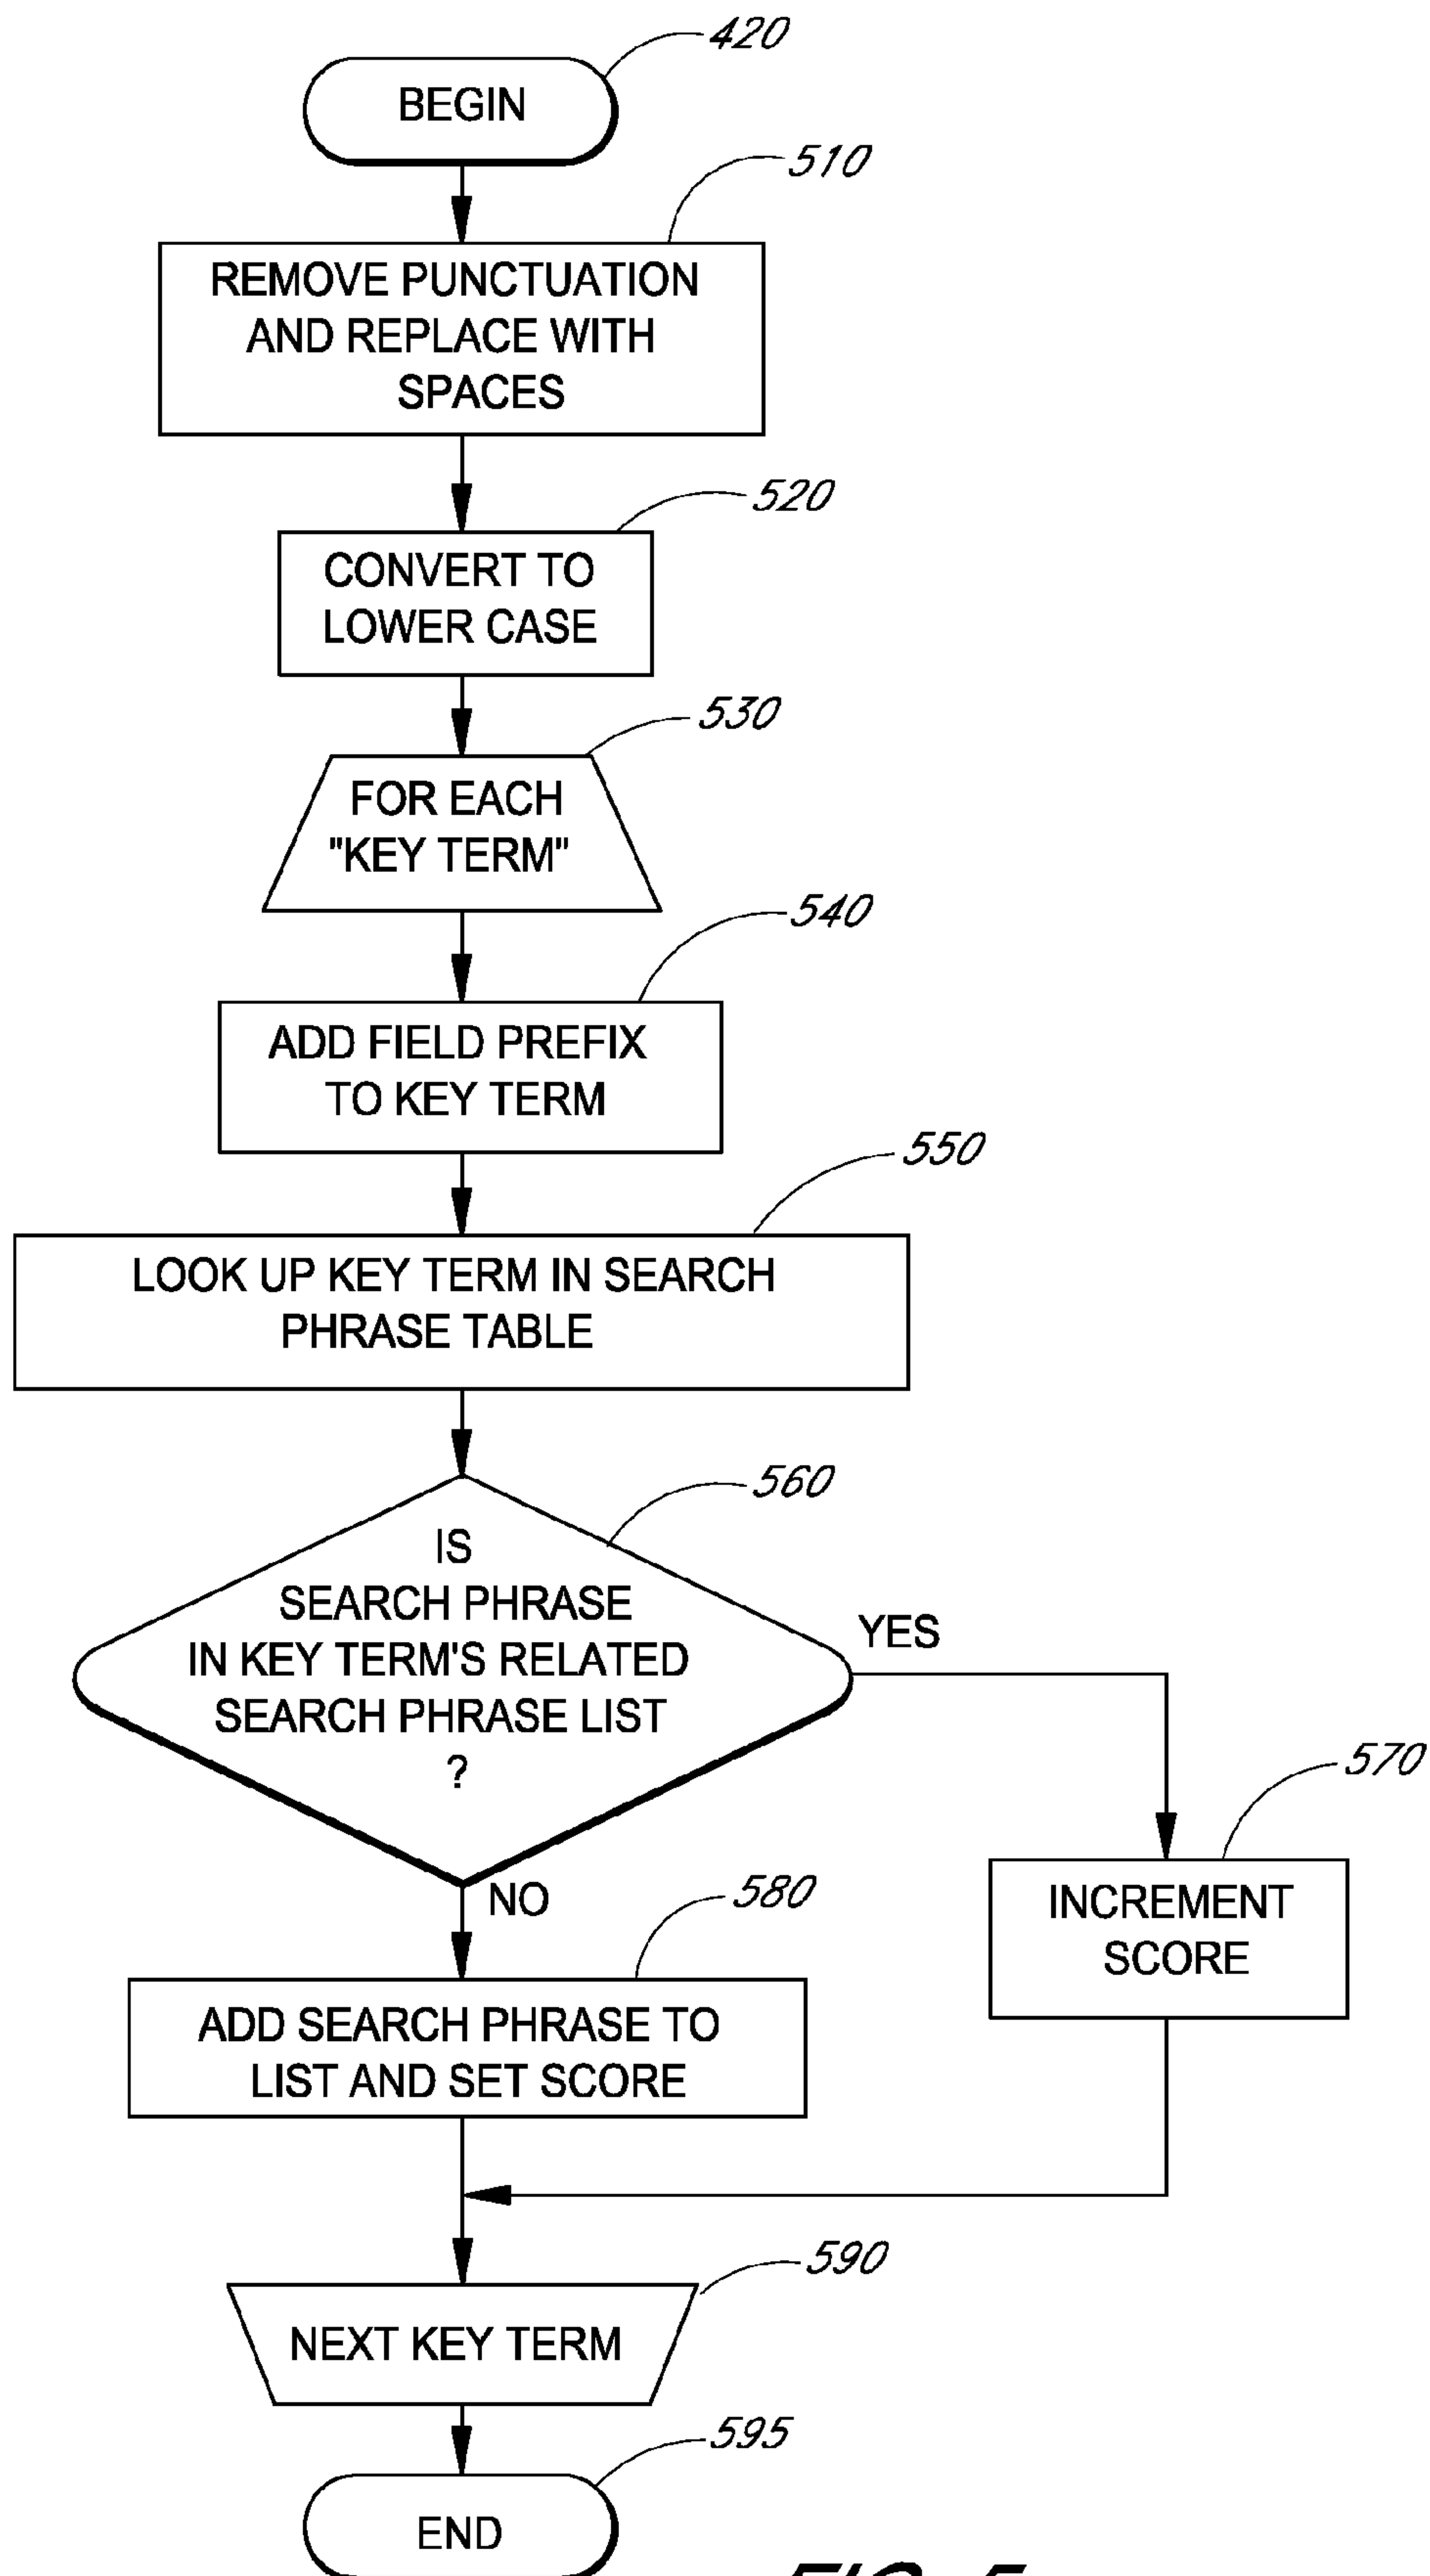 420
BEGIN
510
REMOVE PUNCTUATION
AND REPLACE WITH
SPACES
520
CONVERT TO
LOWER CASE
530
FOR EACH
"KEY TERM"
540
ADD FIELD PREFIX
TO KEY TERM
550
LOOK UP KEY TERM IN SEARCH
PHRASE TABLE
560
IS
SEARCH PHRASE
IN KEY TERM'S RELATED
SEARCH PHRASE LIST
?
YES
570
INCREMENT
SCORE
NO
580
ADD SEARCH PHRASE TO
LIST AND SET SCORE
590
NEXT KEY TERM
595
END